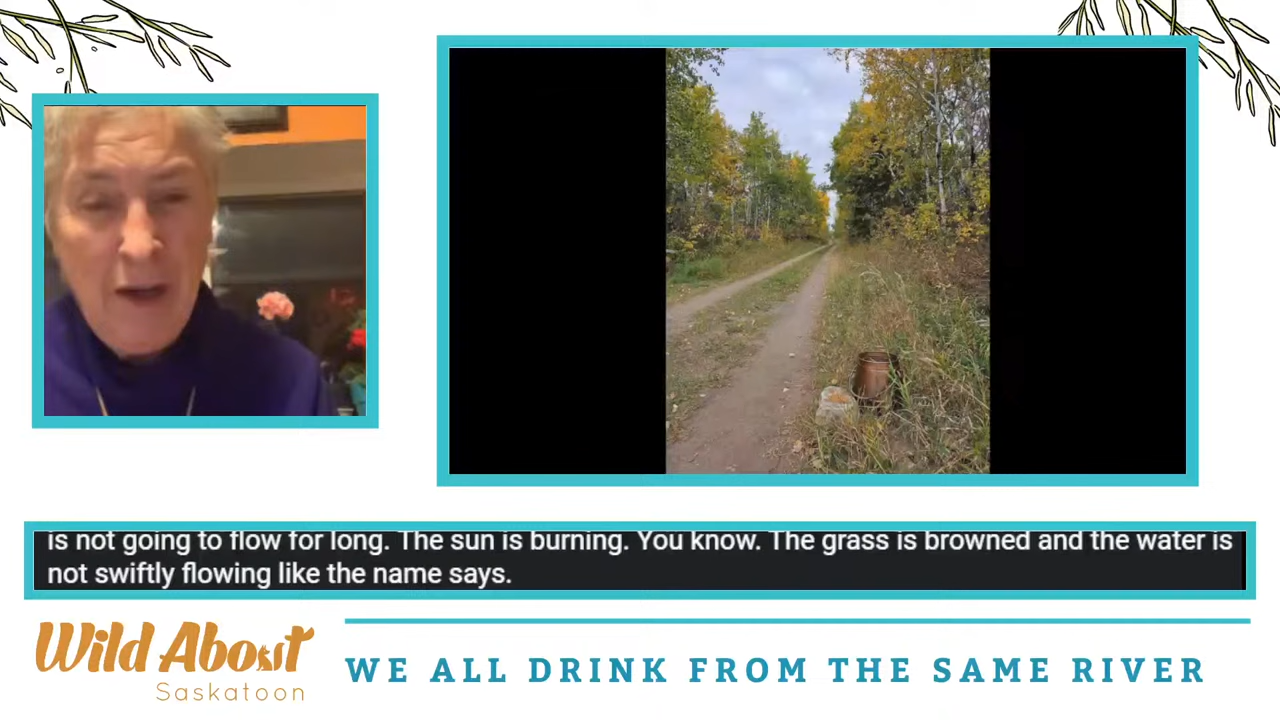 is not going to flow for long. The sun is burning. You know. The grass is browned and the water is
not swiftly flowing like the name says.
Wild About
Saskatoon
WE ALL DRINK FROM THE SAME RIVER